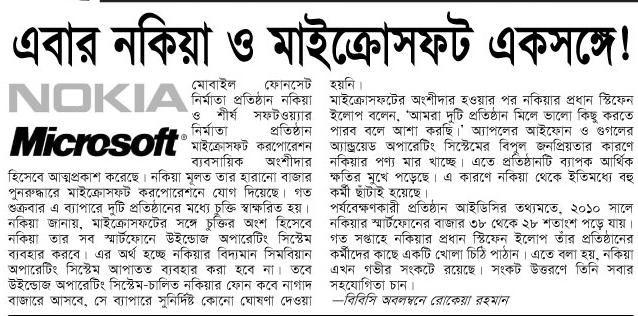 এবার নকিয়া ও মাইক্রোসফট একসঙ্গে!
NOKIA
Microsoft®
মোবাইল ফোনসেট
নির্মাতা প্রতিষ্ঠান নকিয়া
ও শীর্ষ সফটওয়্যার
নির্মাতা প্রতিষ্ঠান
মাইক্রোসফট করপোরেশন
ব্যবসায়িক অংশীদার
হিসেবে আত্মপ্রকাশ করেছে। নকিয়া মূলত তার হারানো বাজার
পুনরুদ্ধারে মাইক্রোসফট করপোরেশনে যোগ দিয়েছে। গত
শুক্রবার এ ব্যাপারে দুটি প্রতিষ্ঠানের মধ্যে চুক্তি স্বাক্ষরিত হয়।
নকিয়া জানায়, মাইক্রোসফটের সঙ্গে চুক্তির অংশ হিসেবে
নকিয়া তার সব স্মার্টফোনে উইন্ডোজ অপারেটিং সিস্টেম
ব্যবহার করবে। এর অর্থ হচ্ছে নকিয়ার বিদ্যমান সিমবিয়ান
অপারেটিং সিস্টেম আপাতত ব্যবহার করা হবে না। তবে
উইন্ডোজ অপারেটিং সিস্টেম-চালিত নকিয়ার ফোন কবে নাগাদ
বাজারে আসবে, সে ব্যাপারে সুনির্দিষ্ট কোনো ঘোষণা দেওয়া
হয়নি।
মাইক্রোসফটের অংশীদার হওয়ার পর নকিয়ার প্রধান স্টিফেন
ইলোপ বলেন, ‘আমরা দুটি প্রতিষ্ঠান মিলে ভালো কিছু করতে
পারব বলে আশা করছি।’ অ্যাপলের আইফোন ও গুগলের
অ্যান্ড্রয়েড অপারেটিং সিস্টেমের বিপুল জনপ্রিয়তার কারণে
নকিয়ার পণ্য মার খাচ্ছে। এতে প্রতিষ্ঠানটি ব্যাপক আর্থিক
ক্ষতির মুখে পড়েছে। এ কারণে নকিয়া থেকে ইতিমধ্যে বহু
কর্মী ছাঁটাই হয়েছে।
পর্যবেক্ষণকারী প্রতিষ্ঠান আইডিসির তথ্যমতে, ২০১০ সালে
নকিয়ার স্মার্টফোনের বাজার ৩৮ থেকে ২৮ শতাংশে পড়ে যায়।
গত সপ্তাহে নকিয়ার প্রধান স্টিফেন ইলোপ তাঁর প্রতিষ্ঠানের
কর্মীদের কাছে একটি খোলা চিঠি পাঠান। এতে বলা হয়, নকিয়া
এখন গভীর সংকটে রয়েছে। সংকট উত্তরণে তিনি সবার
সহযোগিতা চান।
—বিবিসি অবলম্বনে রোকেয়া রহমান